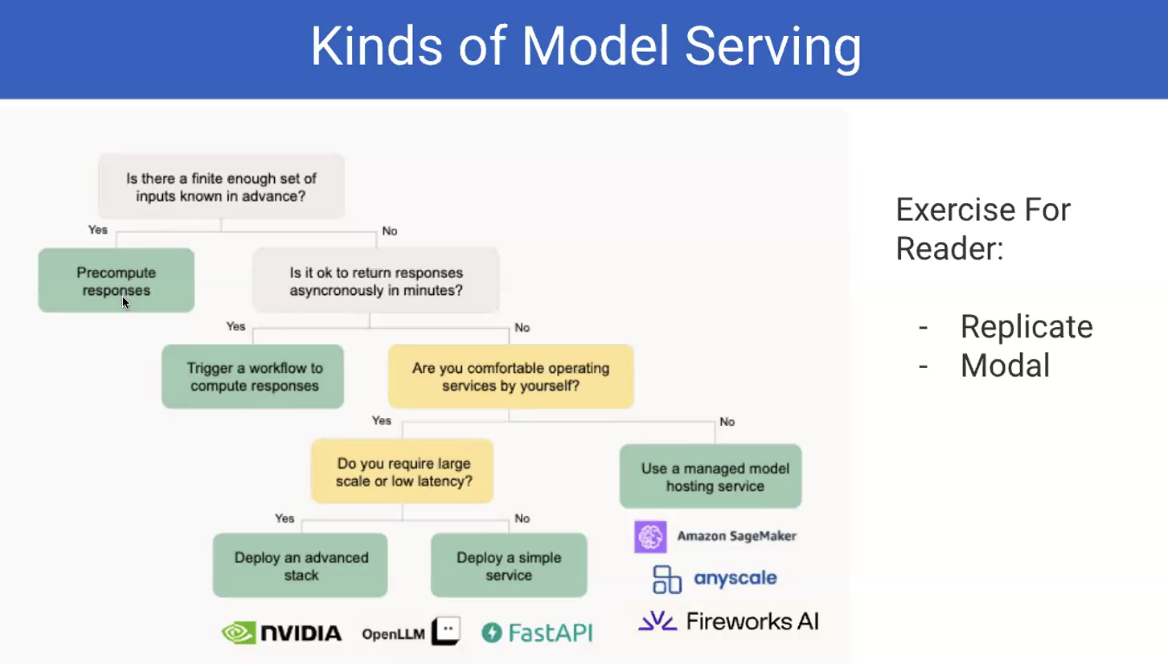 Kinds of Model Serving
Is there a finite enough set of
inputs known in advance?
Yes
No
Precompute
responses
Is it ok to return responses
asyncronously in minutes?
Yes
No
Trigger a workflow to
compute responses
Are you comfortable operating
services by yourself?
Yes
No
Do you require large
scale or low latency?
Use a managed model
hosting service
Yes
No
Deploy an advanced
stack
Deploy a simple
service
Amazon SageMaker
anyscale
Fireworks AI
NVIDIA
OpenLLM
FastAPI
Exercise For
Reader:
- Replicate
- Modal